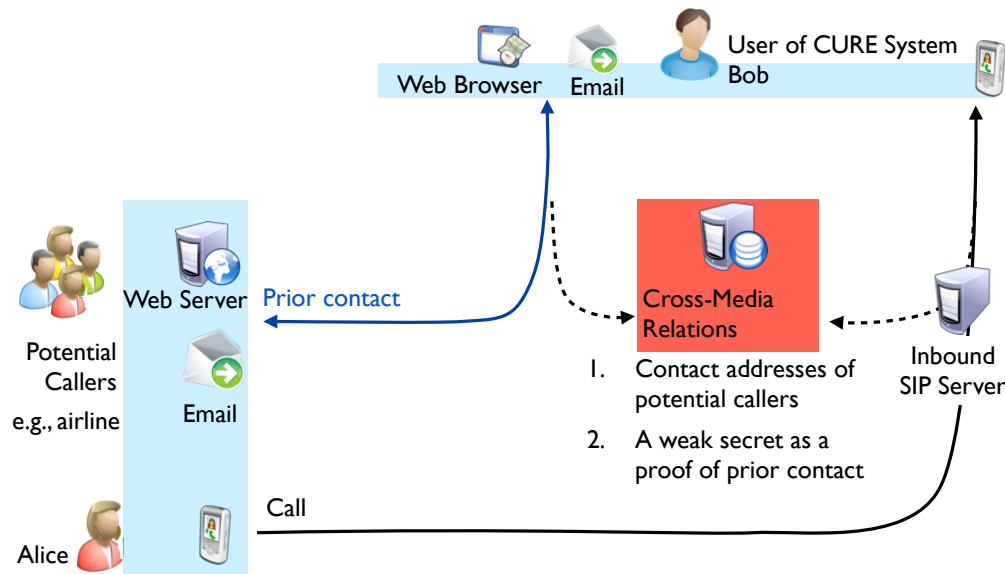 User of CURE System
Bob
Web Browser
Email
Web Server
Prior contact
Cross-Media
Relations
Potential
Callers
e.g., airline
Email
Inbound
SIP Server
1. Contact addresses of
potential callers
2. A weak secret as a
proof of prior contact
Call
Alice